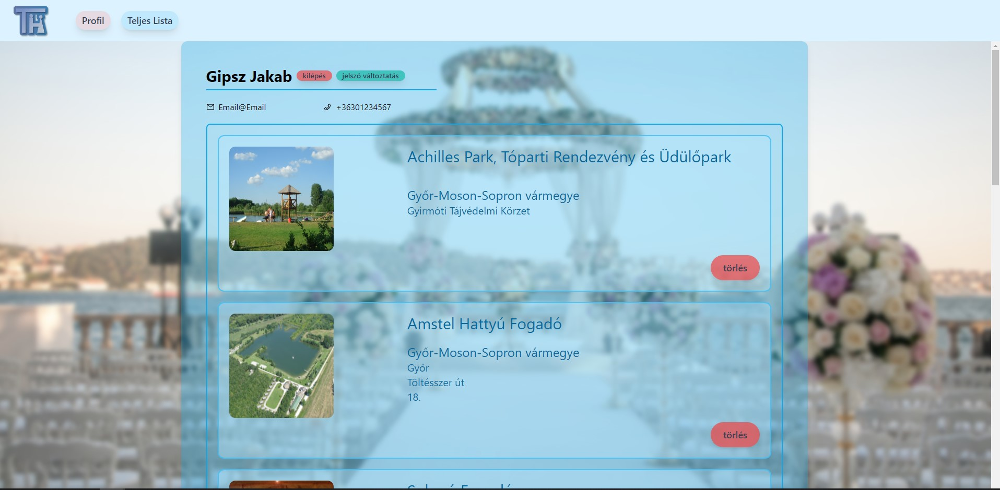 TH
Profil
Teljes Lista
Gipsz Jakab kilépés jelszó változtatás
Email@Email +36301234567
Achilles Park, Tóparti Rendezvény és Üdülőpark
Győr-Moson-Sopron vármegye
Gyirmóti Tájvédelmi Körzet
törlés
Amstel Hattyú Fogadó
Győr-Moson-Sopron vármegye
Győr
Töltésszer út
18.
törlés